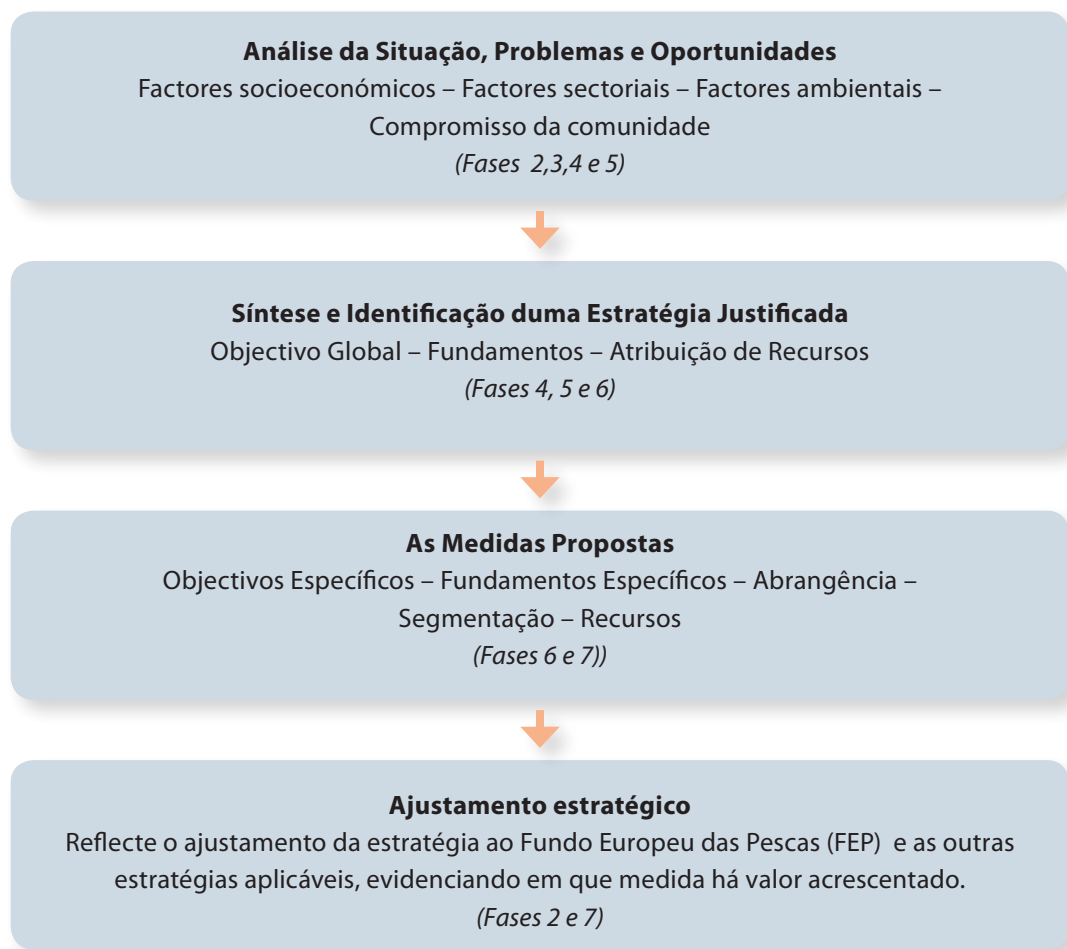 Análise da Situação, Problemas e Oportunidades
Factores socioeconómicos – Factores sectoriais – Factores ambientais –
Compromisso da comunidade
(Fases  2,3,4 e 5)
Síntese e Identificação duma Estratégia Justificada
Objectivo Global – Fundamentos – Atribuição de Recursos
(Fases 4, 5 e 6)
As Medidas Propostas
Objectivos Específicos – Fundamentos Específicos – Abrangência –
Segmentação – Recursos
(Fases 6 e 7))
Ajustamento estratégico
Reflecte o ajustamento da estratégia ao Fundo Europeu das Pescas (FEP)  e as outras
estratégias aplicáveis, evidenciando em que medida há valor acrescentado.
(Fases 2 e 7)